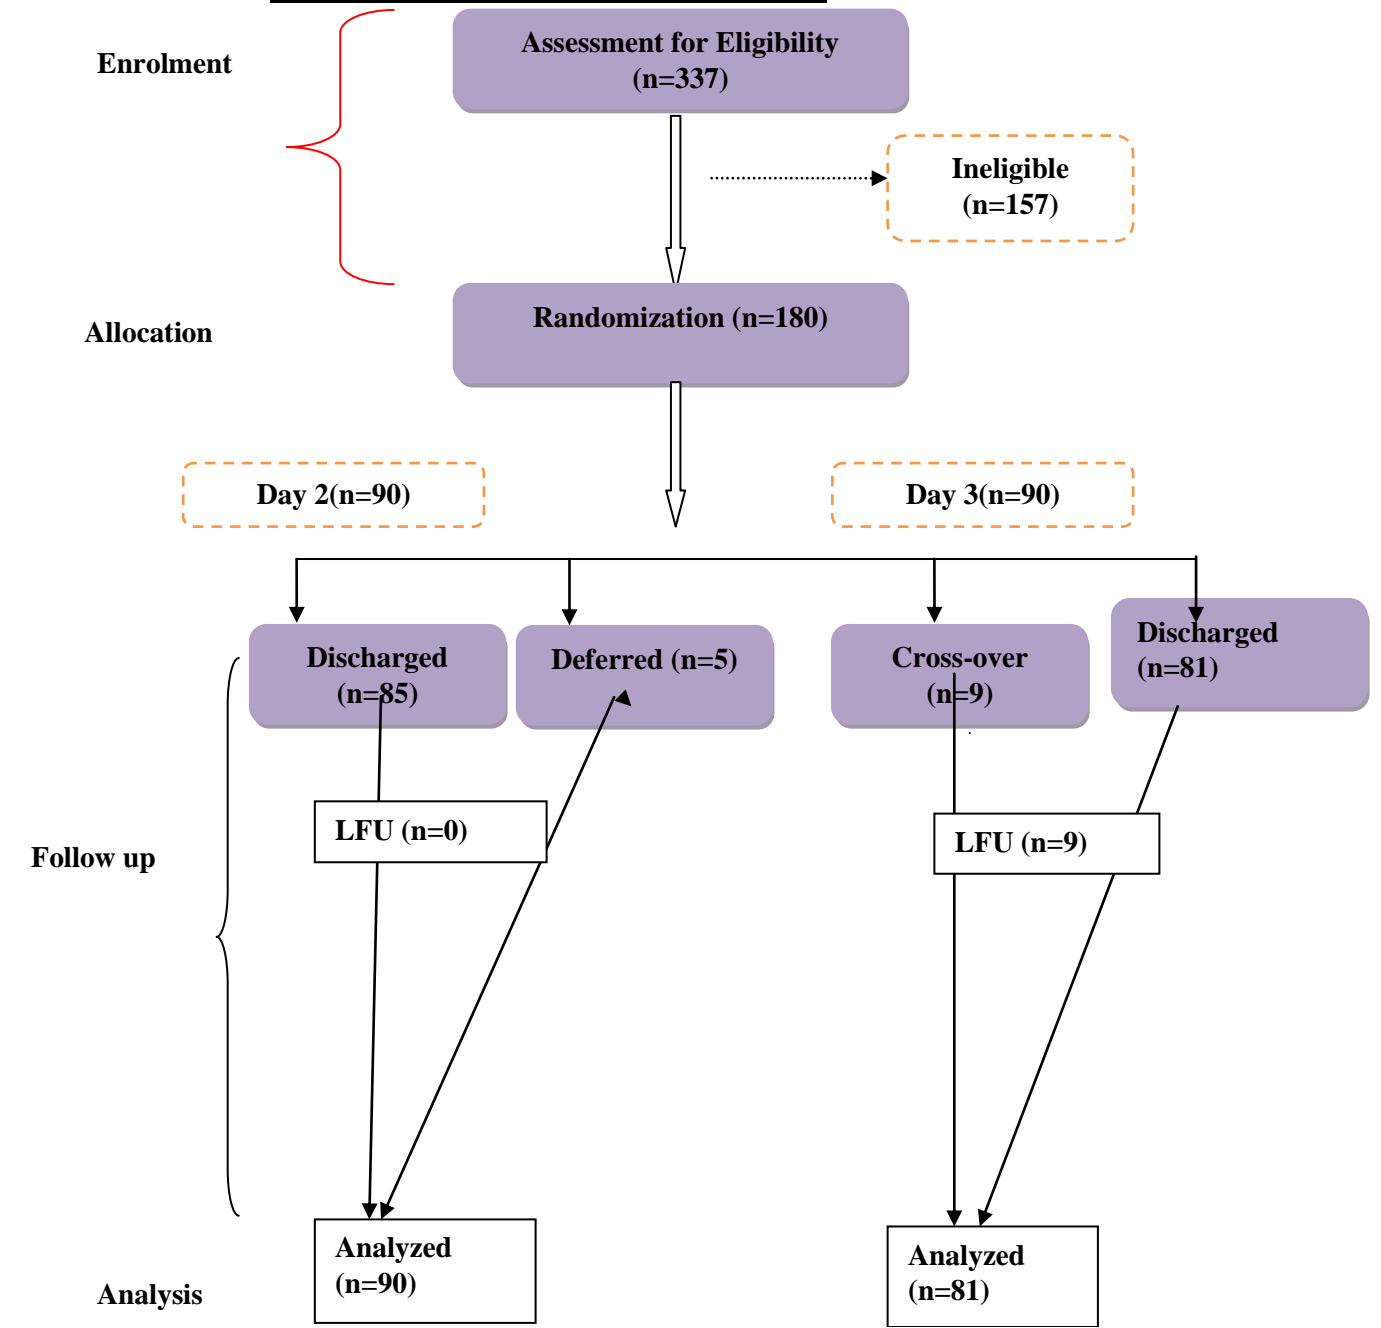 Enrolment
Assessment for Eligibility
(n=337)
Ineligible
(n=157)
Allocation
Randomization (n=180)
Day 2(n=90)
Day 3(n=90)
Discharged
(n=85)
Deferred (n=5)
Cross-over
(n=9)
Discharged
(n=81)
Follow up
LFU (n=0)
LFU (n=9)
Analysis
Analyzed
(n=90)
Analyzed
(n=81)